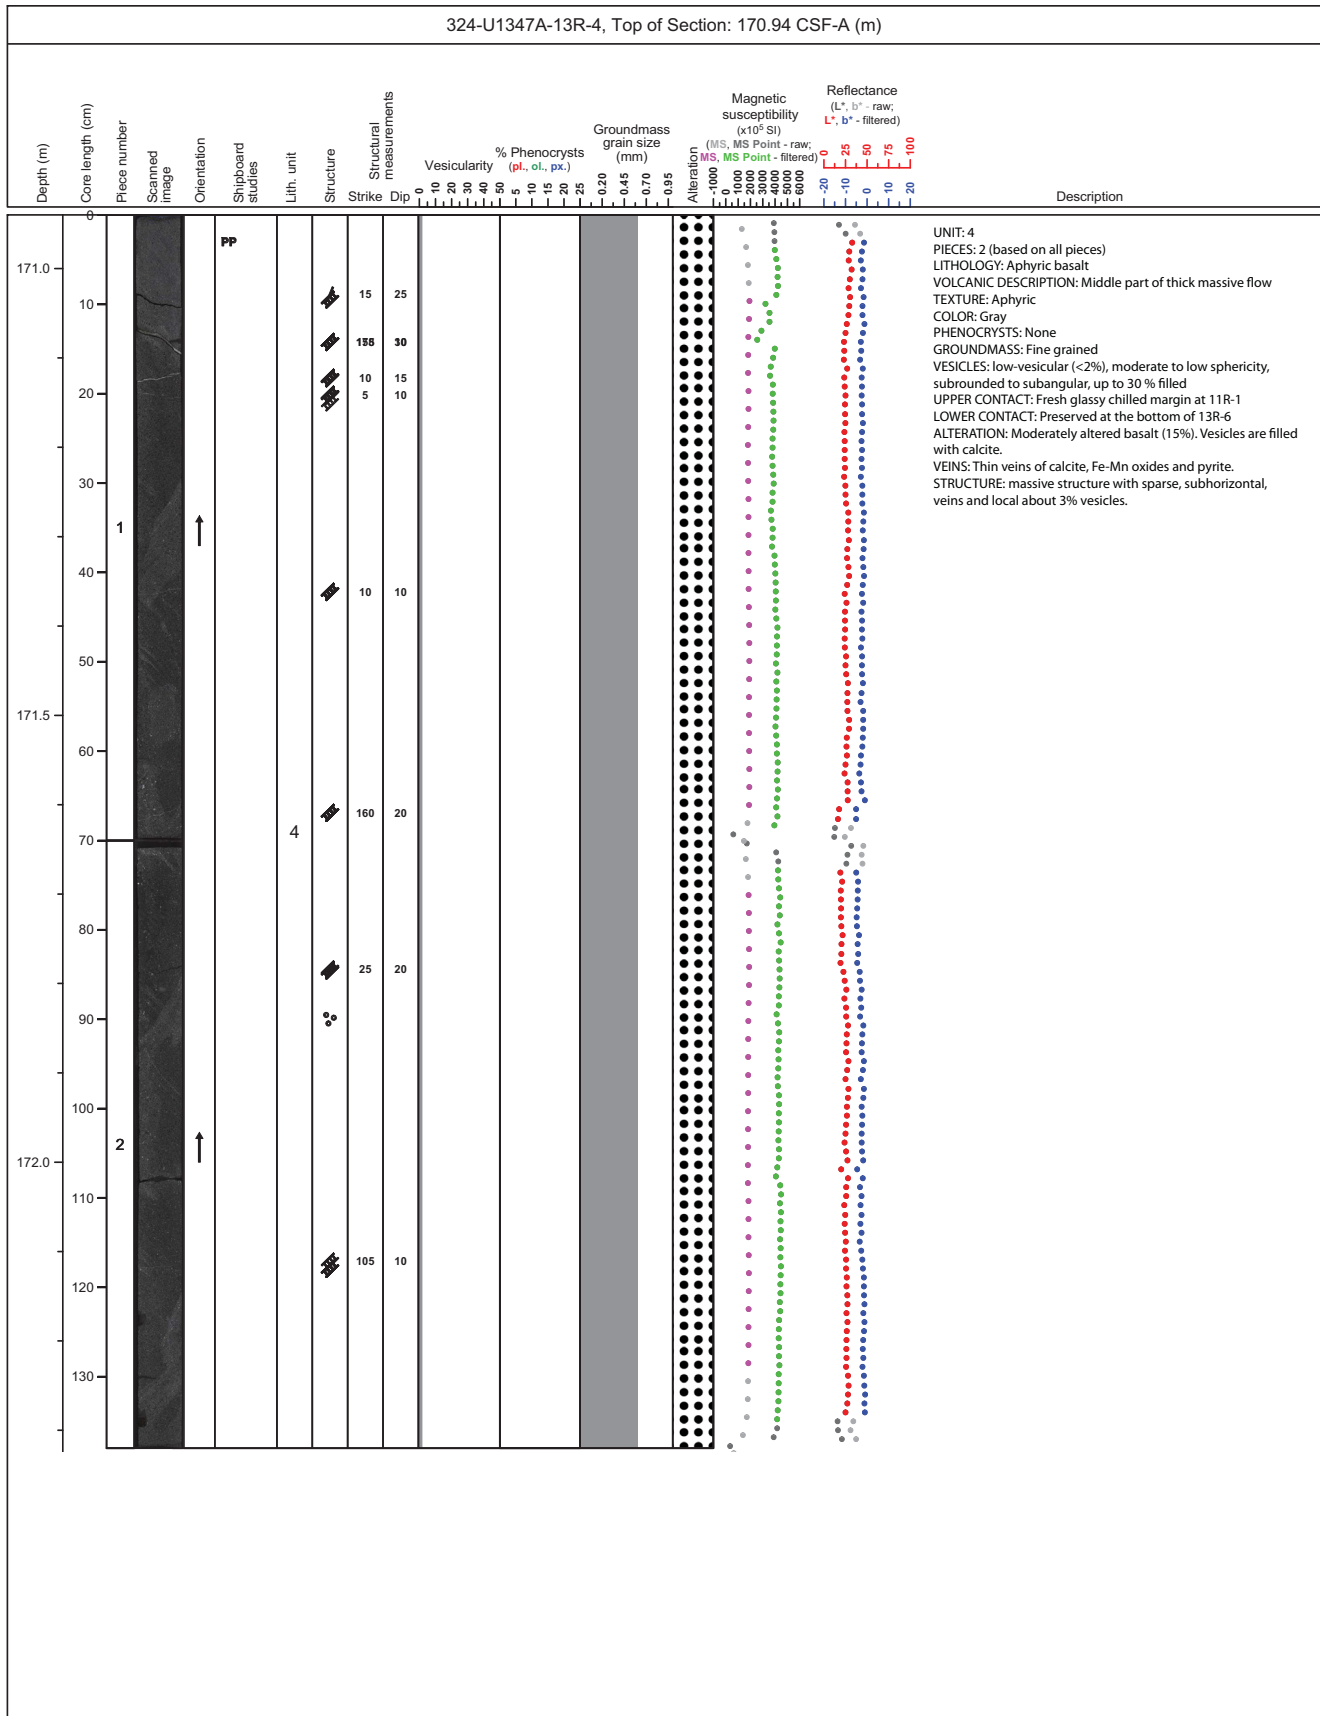 324-U1347A-13R-4, Top of Section: 170.94 CSF-A (m)
Depth (m)
Core length (cm)
Piece number
Scanned image
Orientation
Shipboard studies
Lith. unit
Structure
Structural measurements
Strike Dip
Vesicularity
0 10 20 30 40 50
% Phenocrysts
(pl., ol., px.)
5 10 15 20 25
Groundmass
grain size
(mm)
0.20 0.45 0.70 0.95
Alteration
Magnetic
susceptibility
(x10⁵ SI)
(MS, MS Point - raw;
MS, MS Point - filtered)
-1000 0 1000 2000 3000 4000 5000 6000
Reflectance
(L*, b* - raw;
L*, b* - filtered)
0 25 50 75 100
-20 -10 0 10 20
Description
0
PP
171.0
10
15 25
30
10 15
20
5 10
30
1
40
10 10
50
171.5
60
160 20
4
70
80
25 20
90
100
2
172.0
110
105 10
120
130
UNIT: 4
PIECES: 2 (based on all pieces)
LITHOLOGY: Aphyric basalt
VOLCANIC DESCRIPTION: Middle part of thick massive flow
TEXTURE: Aphyric
COLOR: Gray
PHENOCRYSTS: None
GROUNDMASS: Fine grained
VESICLES: low-vesicular (<2%), moderate to low sphericity,
subrounded to subangular, up to 30 % filled
UPPER CONTACT: Fresh glassy chilled margin at 11R-1
LOWER CONTACT: Preserved at the bottom of 13R-6
ALTERATION: Moderately altered basalt (15%). Vesicles are filled
with calcite.
VEINS: Thin veins of calcite, Fe-Mn oxides and pyrite.
STRUCTURE: massive structure with sparse, subhorizontal,
veins and local about 3% vesicles.